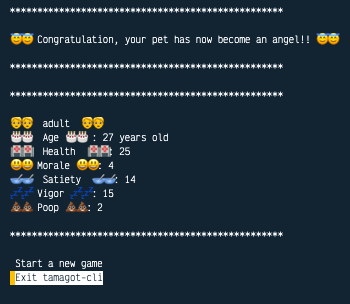 ***************************************************
😇😇 Congratulation, your pet has now become an angel!! 😇😇
***************************************************
***************************************************
👨👨 adult 👨👨
🎂🎂 Age 🎂🎂 : 27 years old
🏥🏥 Health 🏥🏥: 25
😃😃 Morale 😃😃: 4
🥣🥣 Satiety 🥣🥣: 14
💤💤 Vigor 💤💤: 15
💩💩 Poop 💩💩: 2
***************************************************
Start a new game
Exit tamagot-cli